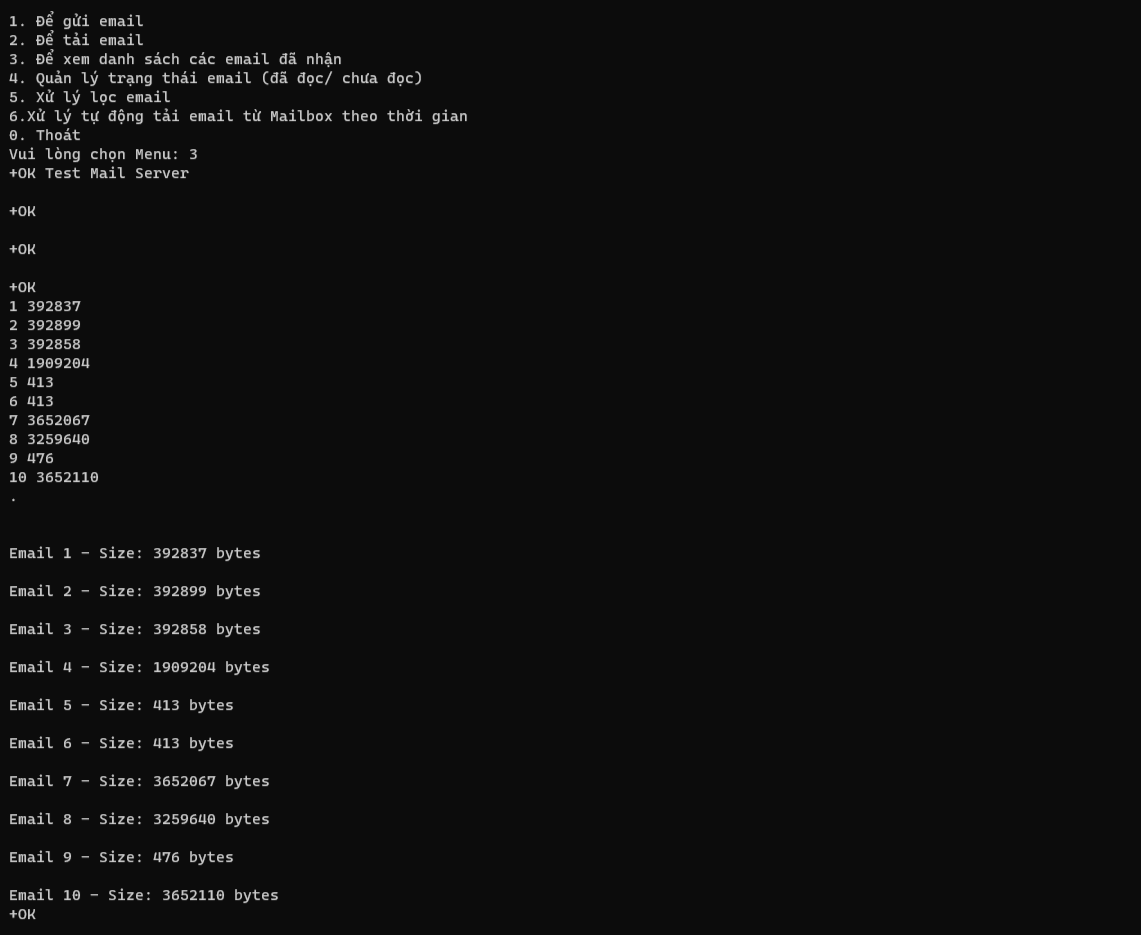 1. Để gửi email
2. Để tải email
3. Để xem danh sách các email đã nhận
4. Quản lý trạng thái email (đã đọc/ chưa đọc)
5. Xử lý lọc email
6.Xử lý tự động tải email từ Mailbox theo thời gian
0. Thoát
Vui lòng chọn Menu: 3
+OK Test Mail Server
+OK
+OK
+OK
1 392837
2 392899
3 392858
4 1909204
5 413
6 413
7 3652067
8 3259640
9 476
10 3652110
.
Email 1 - Size: 392837 bytes
Email 2 - Size: 392899 bytes
Email 3 - Size: 392858 bytes
Email 4 - Size: 1909204 bytes
Email 5 - Size: 413 bytes
Email 6 - Size: 413 bytes
Email 7 - Size: 3652067 bytes
Email 8 - Size: 3259640 bytes
Email 9 - Size: 476 bytes
Email 10 - Size: 3652110 bytes
+OK